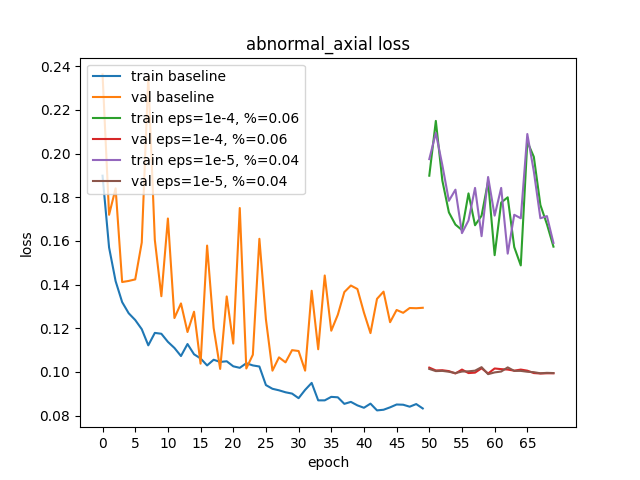 abnormal_axial loss
0.24
0.22
0.20
0.18
0.16
0.14
0.12
0.10
0.08
loss
train baseline
val baseline
train eps=1e-4, %=0.06
val eps=1e-4, %=0.06
train eps=1e-5, %=0.04
val eps=1e-5, %=0.04
0 5 10 15 20 25 30 35 40 45 50 55 60 65
epoch